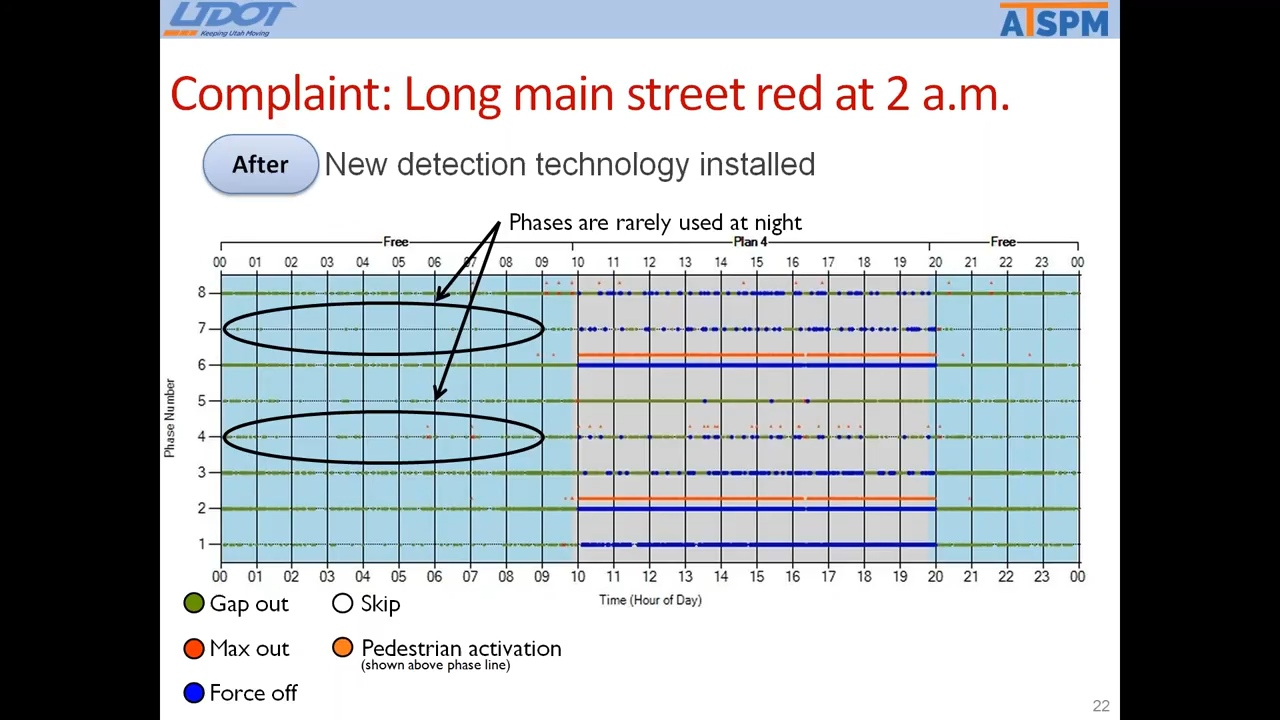 UDOT
Keeping Utah Moving
ATSPM
Complaint: Long main street red at 2 a.m.
After
New detection technology installed
Phases are rarely used at night
Free Plan 4 Free
00 01 02 03 04 05 06 07 08 09 10 11 12 13 14 15 16 17 18 19 20 21 22 23 00
8
7
6
5
4
3
2
1
Phase Number
00 01 02 03 04 05 06 07 08 09 10 11 12 13 14 15 16 17 18 19 20 21 22 23 00
Time (Hour of Day)
Gap out
Skip
Max out
Pedestrian activation
(shown above phase line)
Force off
22